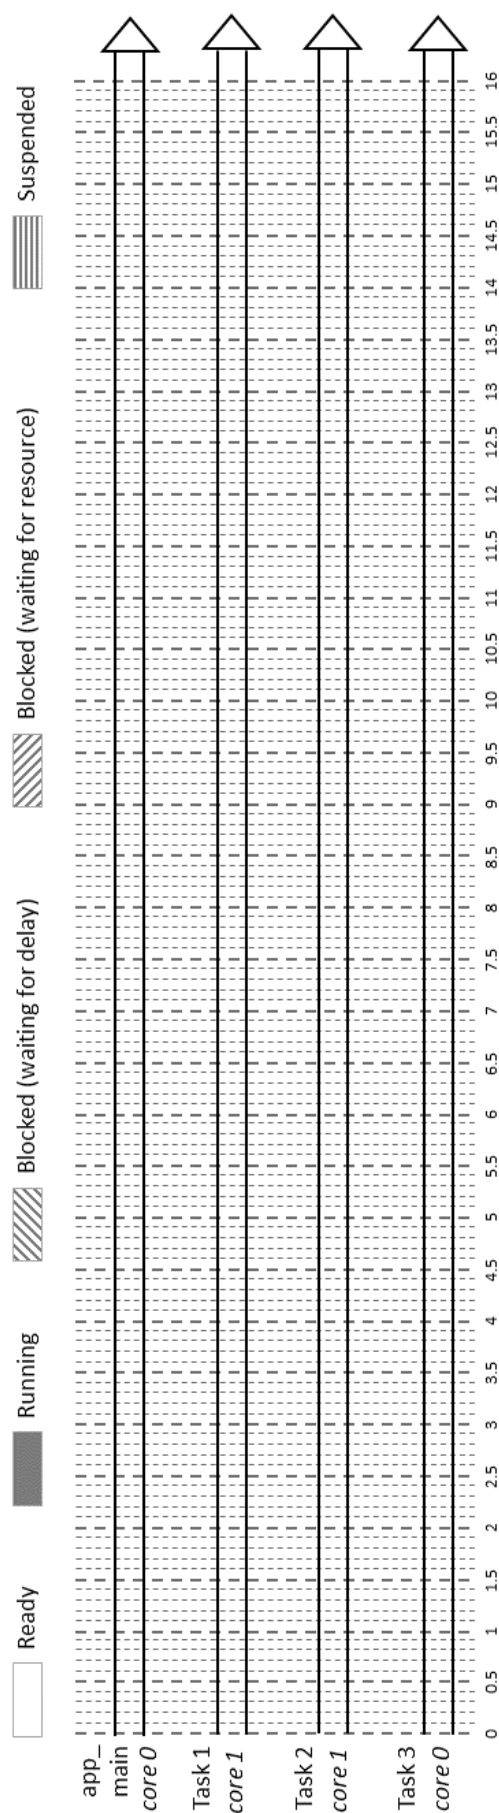 Ready Running Blocked (waiting for delay) Blocked (waiting for resource) Suspended
app_
main
core 0
Task 1
core 1
Task 2
core 1
Task 3
core 0
0 0.5 1 1.5 2 2.5 3 3.5 4 4.5 5 5.5 6 6.5 7 7.5 8 8.5 9 9.5 10 10.5 11 11.5 12 12.5 13 13.5 14 14.5 15 15.5 16